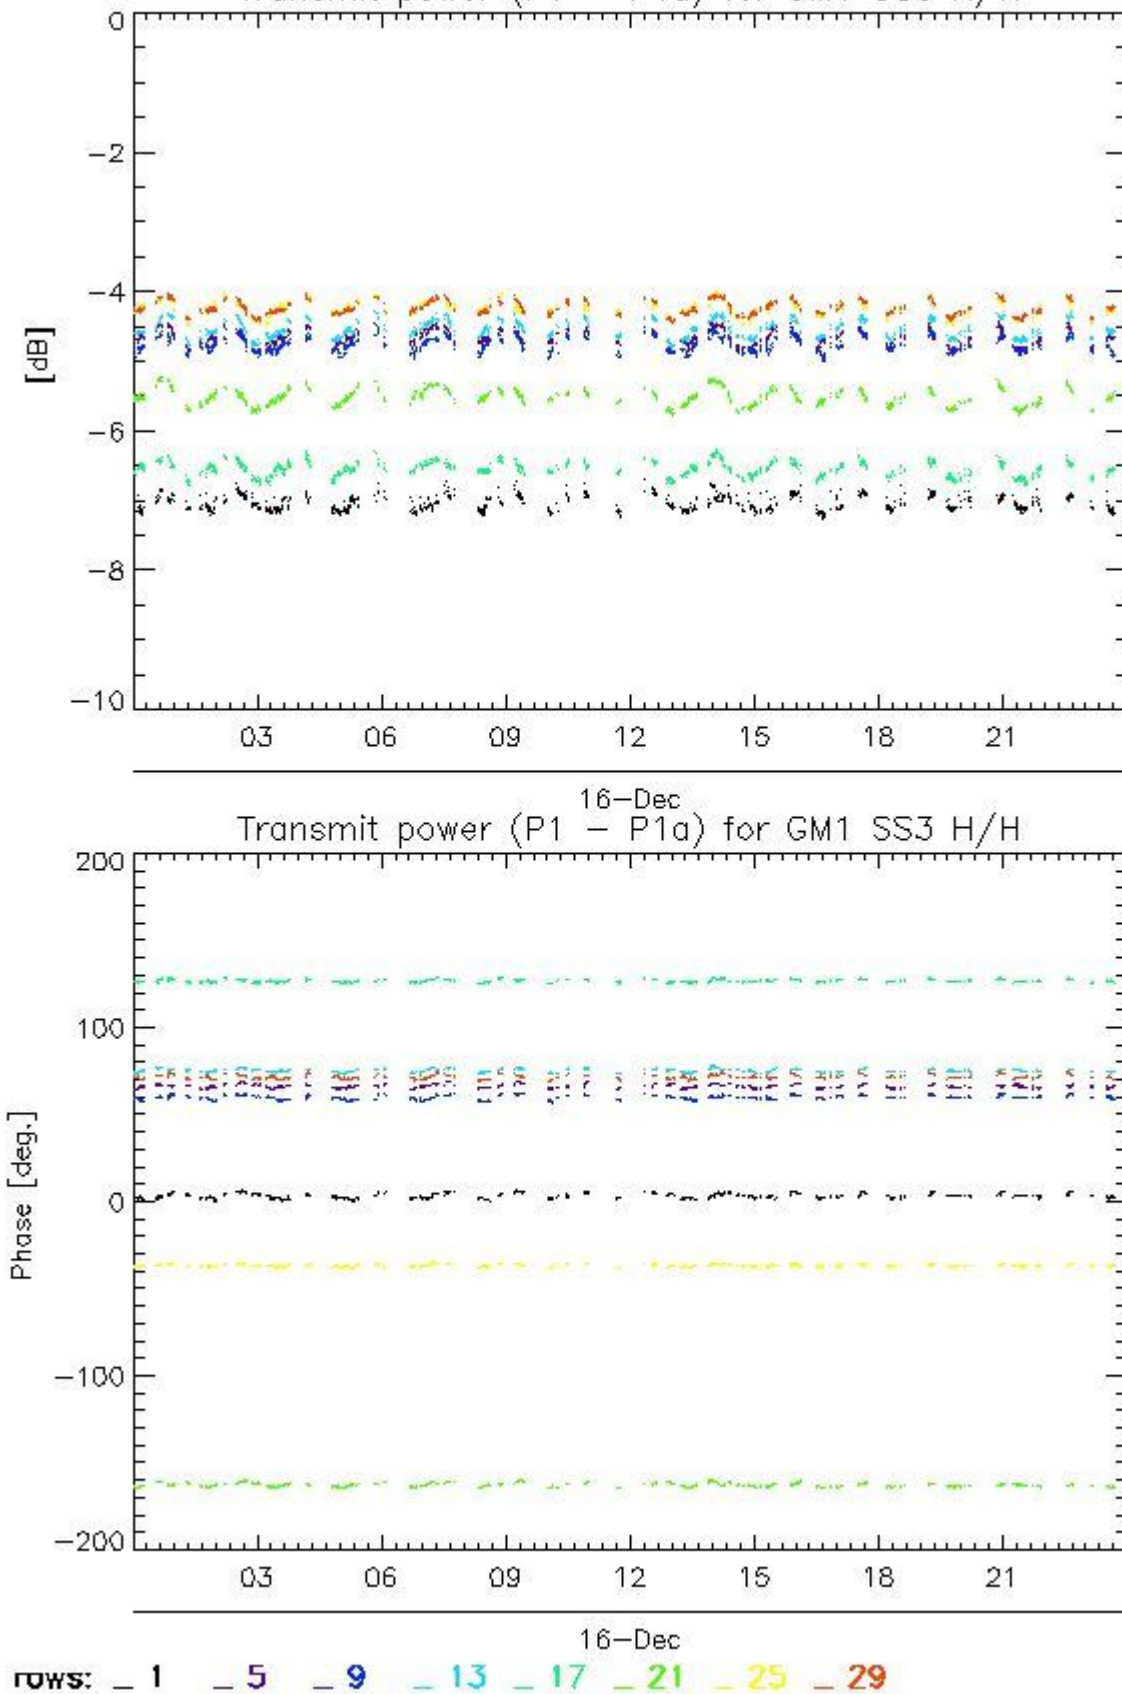 0
−2
−4
[dB]
−6
−8
−10
03 06 09 12 15 18 21
16−Dec
Transmit power (P1 − P1a) for GM1 SS3 H/H
200
100
Phase [deg.]
0
−100
−200
03 06 09 12 15 18 21
16−Dec
rows: _ 1 _ 5 _ 9 _ 13 _ 17 _ 21 _ 25 _ 29